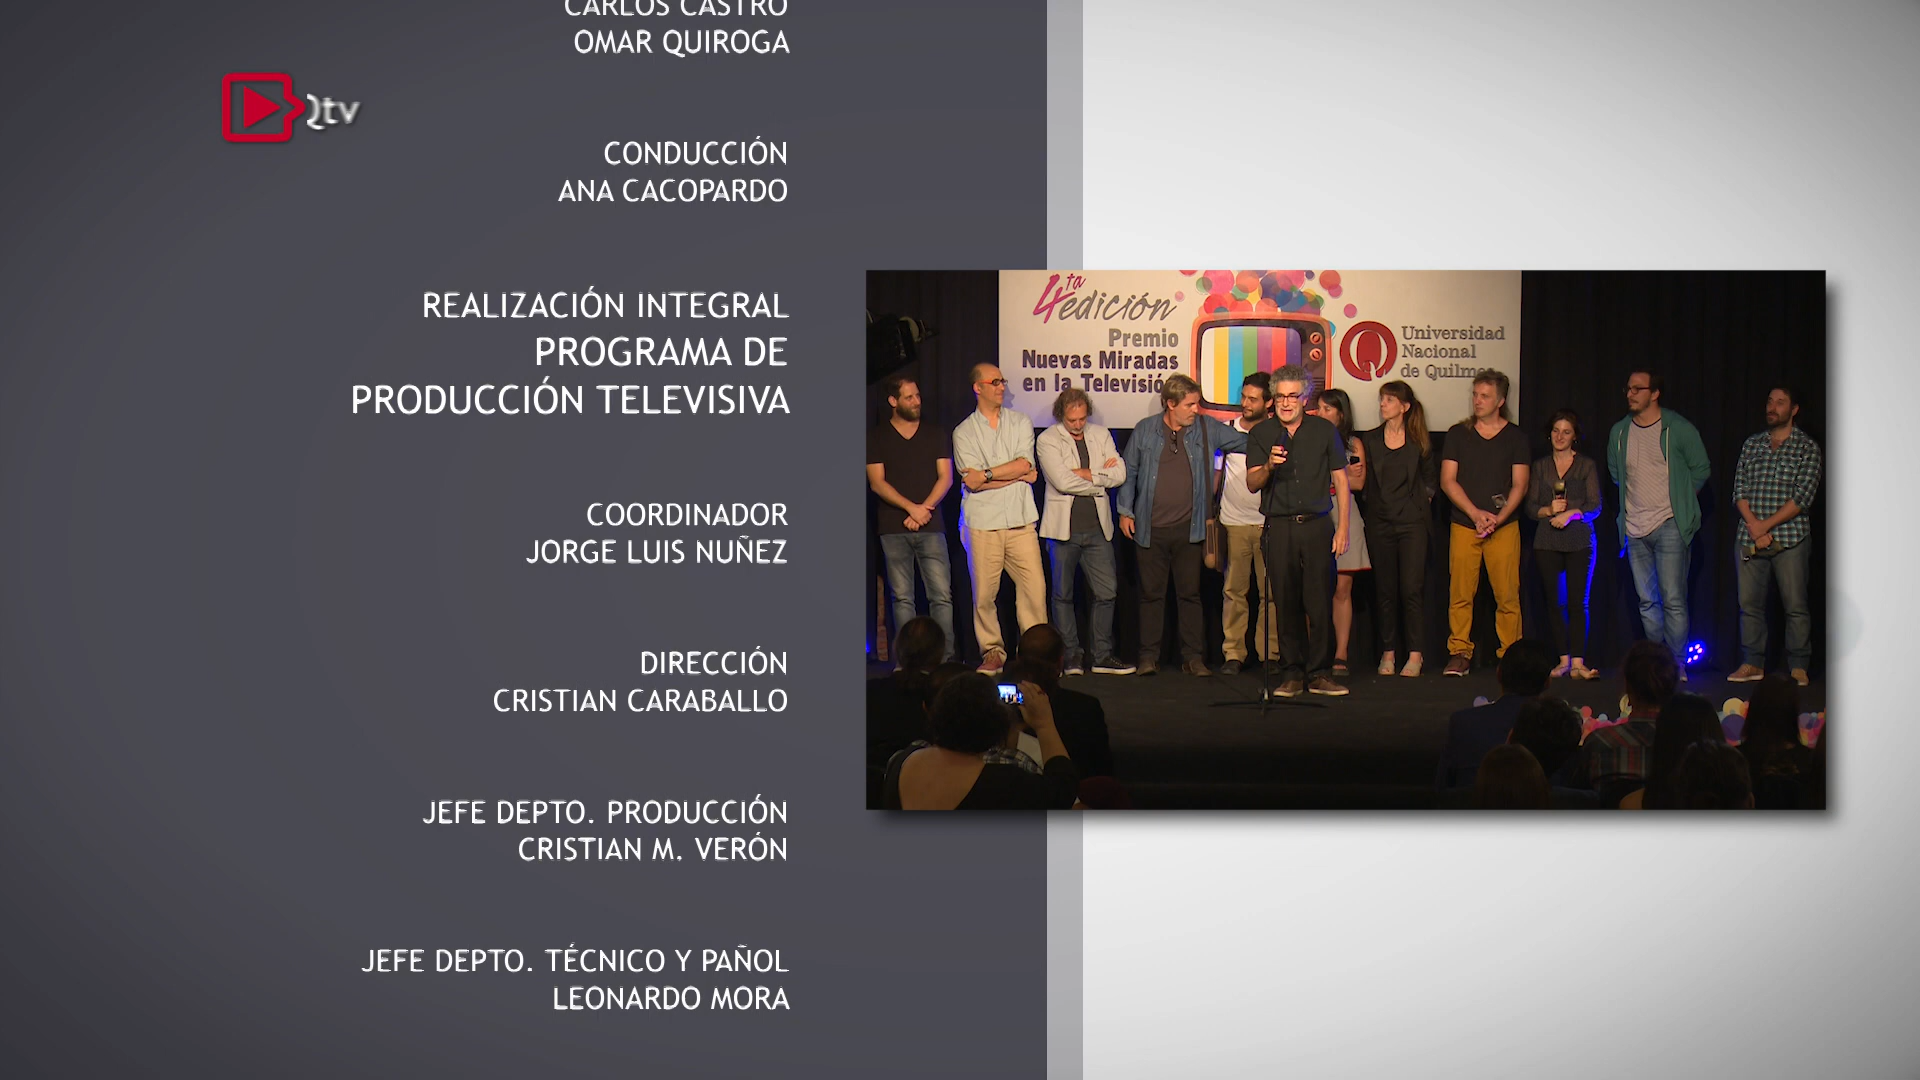 CARLOS CASTRO
OMAR QUIROGA
Qtv
CONDUCCIÓN
ANA CACOPARDO
REALIZACIÓN INTEGRAL
PROGRAMA DE
PRODUCCIÓN TELEVISIVA
COORDINADOR
JORGE LUIS NUÑEZ
DIRECCIÓN
CRISTIAN CARABALLO
JEFE DEPTO. PRODUCCIÓN
CRISTIAN M. VERÓN
JEFE DEPTO. TÉCNICO Y PAÑOL
LEONARDO MORA
4ta edición
Premio
Nuevas Miradas
en la Televisión
Universidad
Nacional
de Quilmes